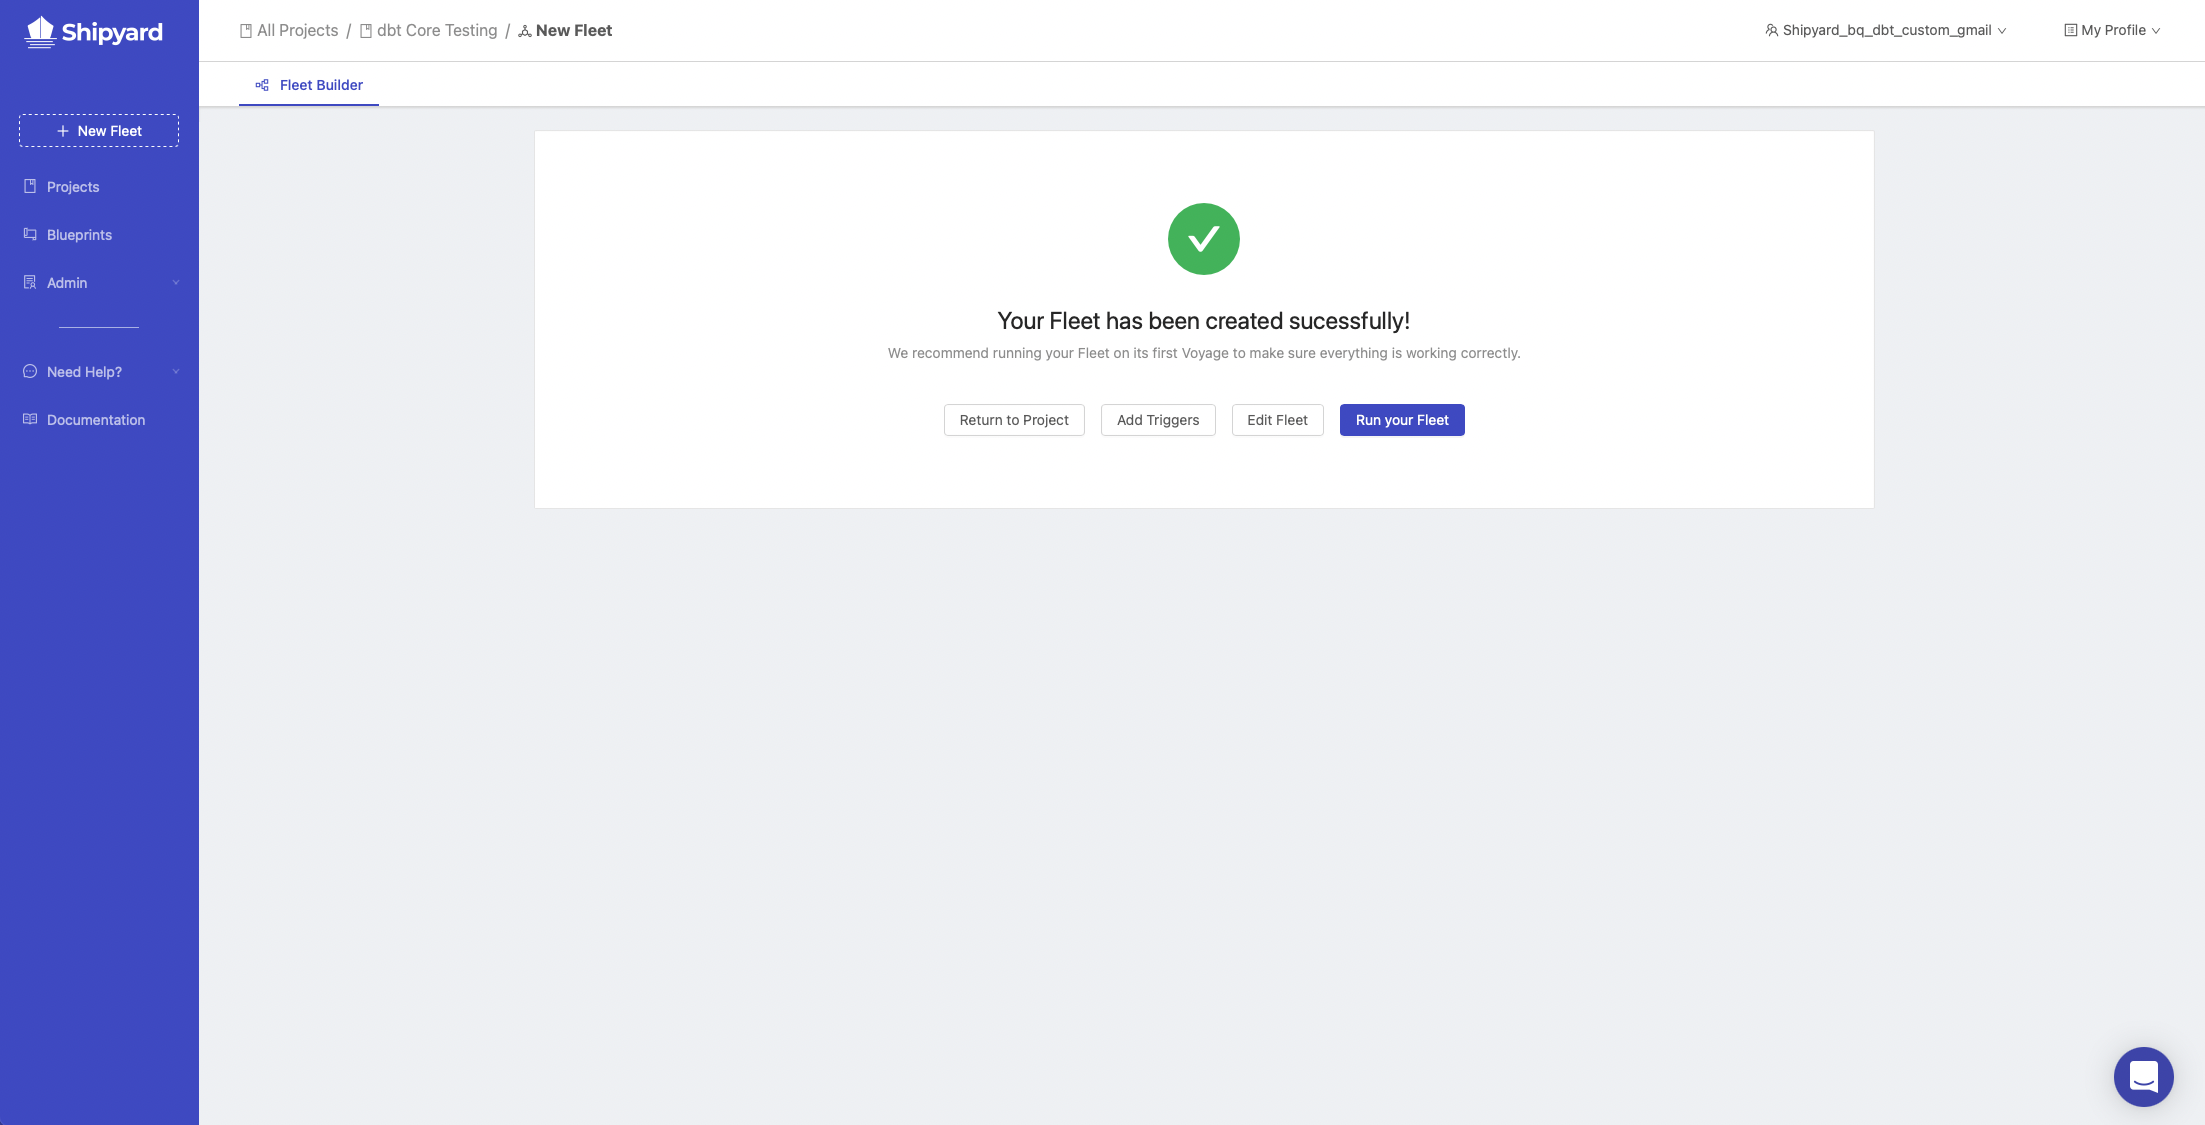 Shipyard
All Projects / dbt Core Testing / New Fleet
Shipyard_bq_dbt_custom_gmail
My Profile
Fleet Builder
+ New Fleet
Projects
Blueprints
Admin
Need Help?
Documentation
Your Fleet has been created sucessfully!
We recommend running your Fleet on its first Voyage to make sure everything is working correctly.
Return to Project
Add Triggers
Edit Fleet
Run your Fleet